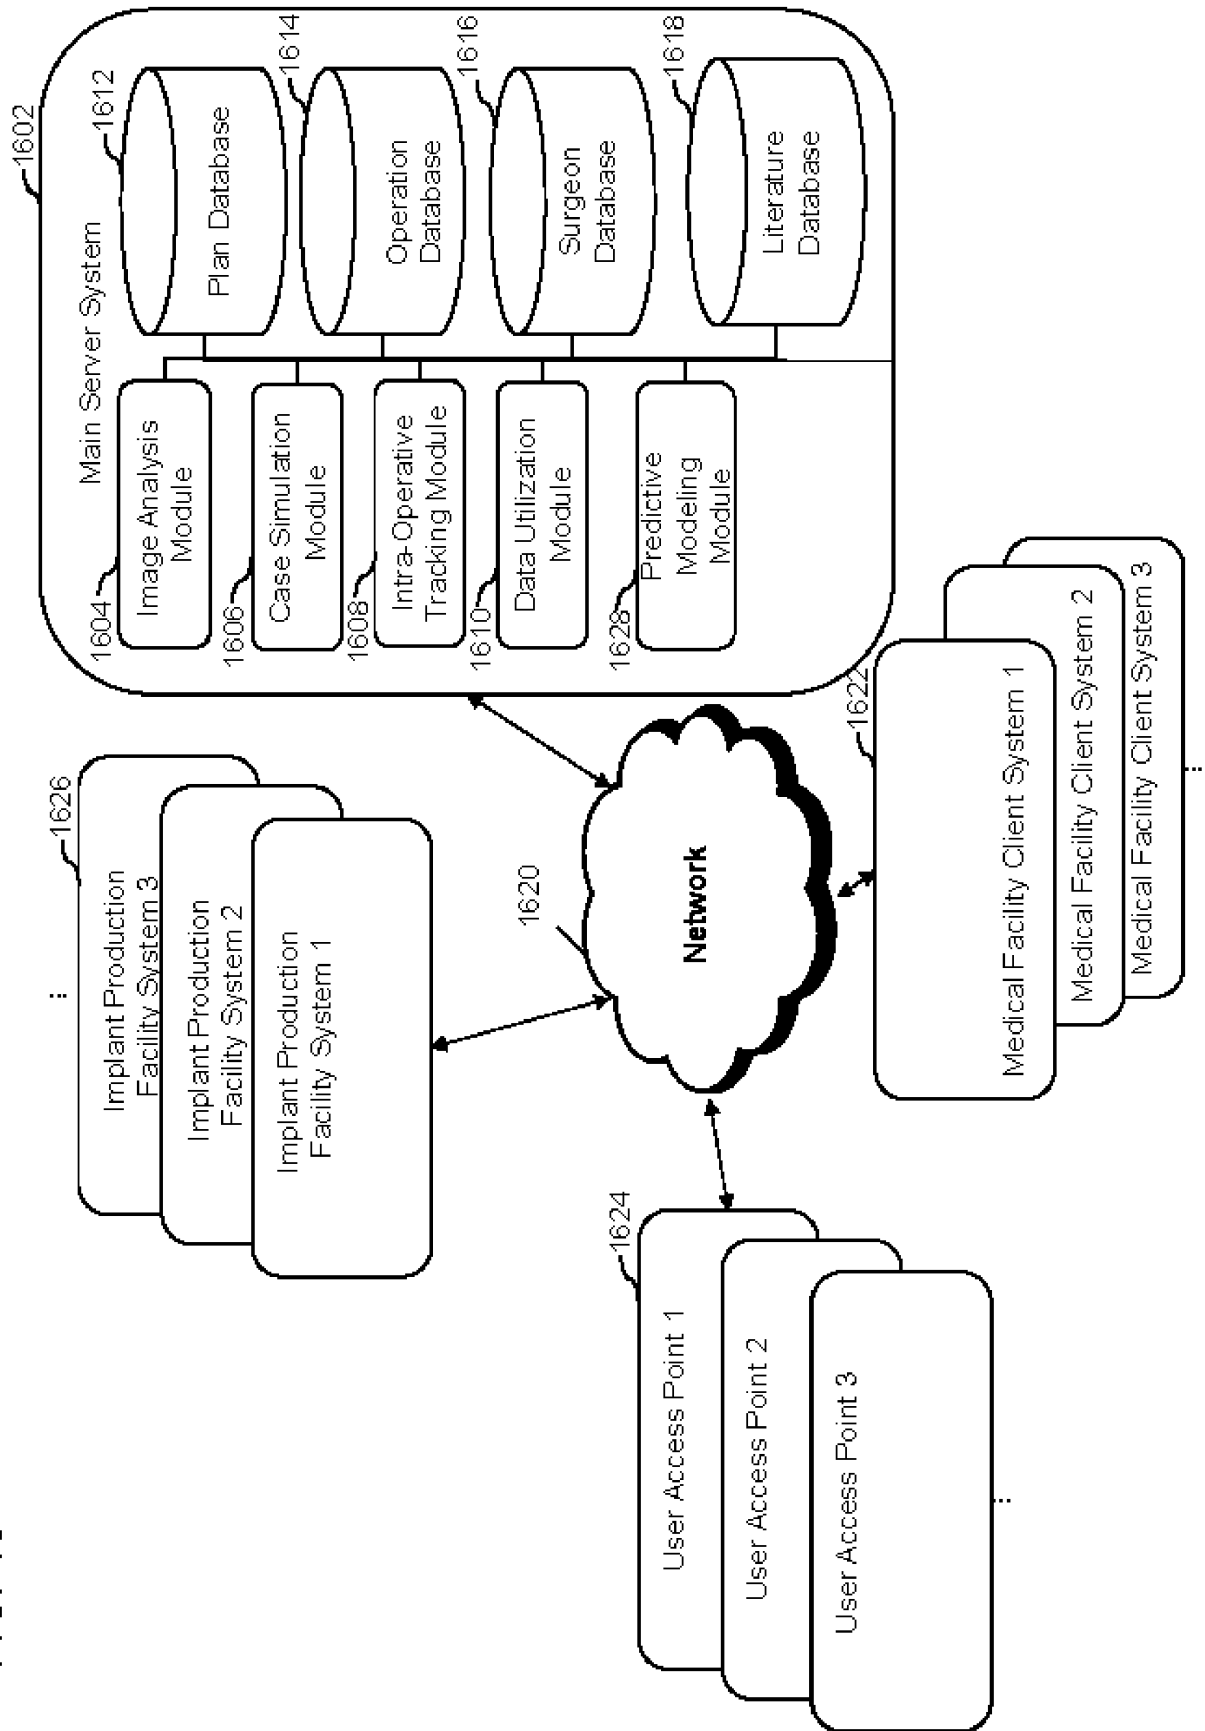 1602
Main Server System
1604
Image Analysis
Module
1606
Case Simulation
Module
1608
Intra-Operative
Tracking Module
1610
Data Utilization
Module
1628
Predictive
Modeling
Module
1612
Plan Database
1614
Operation
Database
1616
Surgeon
Database
1618
Literature
Database
1626
Implant Production
Facility System 3
Implant Production
Facility System 2
Implant Production
Facility System 1
...
1620
Network
1622
Medical Facility Client System 1
Medical Facility Client System 2
Medical Facility Client System 3
...
1624
User Access Point 1
User Access Point 2
User Access Point 3
...